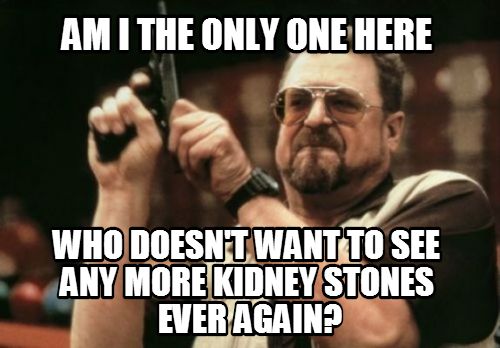 AM I THE ONLY ONE HERE
WHO DOESN'T WANT TO SEE
ANY MORE KIDNEY STONES
EVER AGAIN?